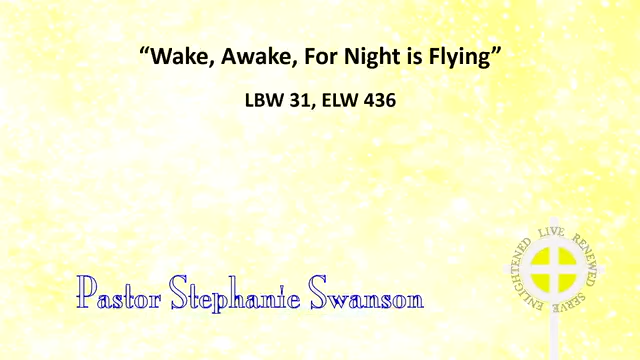 “Wake, Awake, For Night is Flying”
LBW 31, ELW 436
Pastor Stephanie Swanson
ENLIGHTENED LIVE RENEWED SERVE